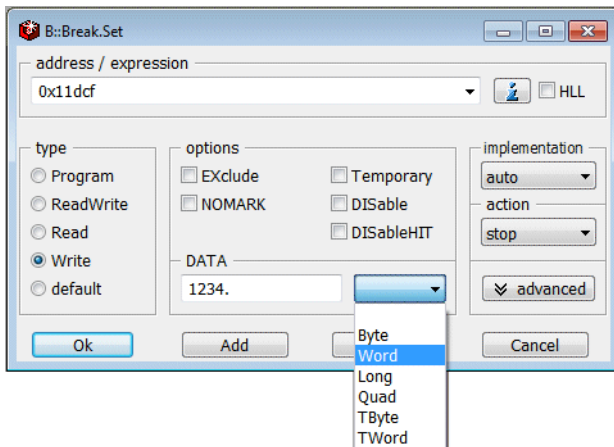 B::Break.Set
address / expression
0x11dcf
HLL
type
Program
ReadWrite
Read
Write
default
options
EXclude
NOMARK
Temporary
DISable
DISableHIT
DATA
1234.
Byte
Word
Long
Quad
TByte
TWord
implementation
auto
action
stop
advanced
Ok
Add
Cancel